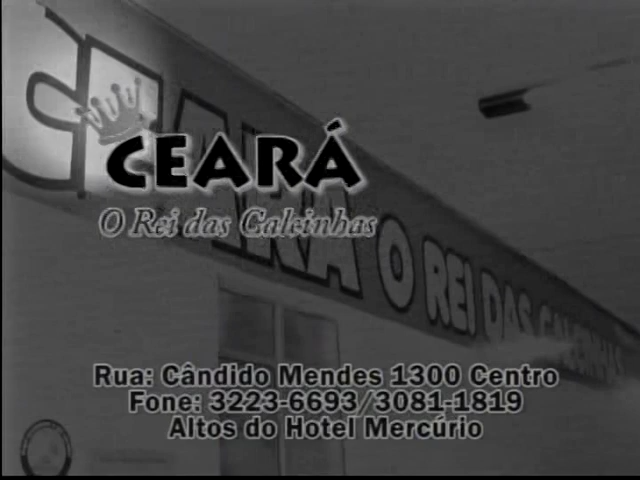 CEARÁ
O Rei das Calcinhas
CEARÁ O REI DAS CALCINHAS
Rua: Cândido Mendes 1300 Centro
Fone: 3223-6693/3081-1819
Altos do Hotel Mercúrio